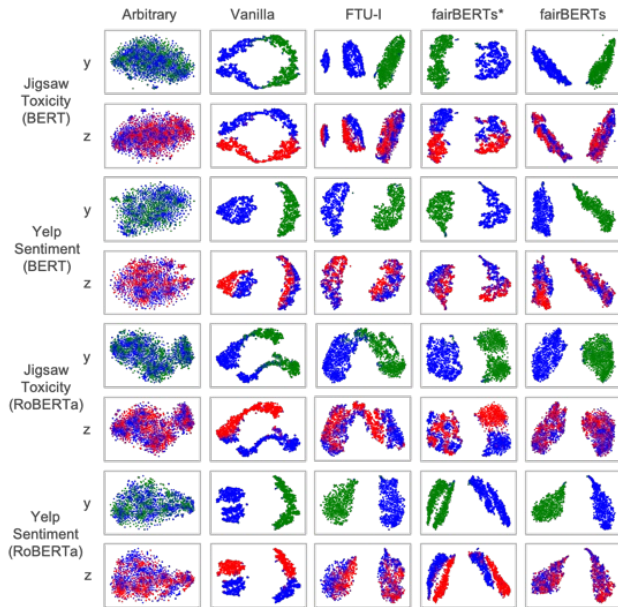 Arbitrary Vanilla FTU-I fairBERTs* fairBERTs
y
Jigsaw
Toxicity
(BERT)
z
y
Yelp
Sentiment
(BERT)
z
y
Jigsaw
Toxicity
(RoBERTa)
z
y
Yelp
Sentiment
(RoBERTa)
z